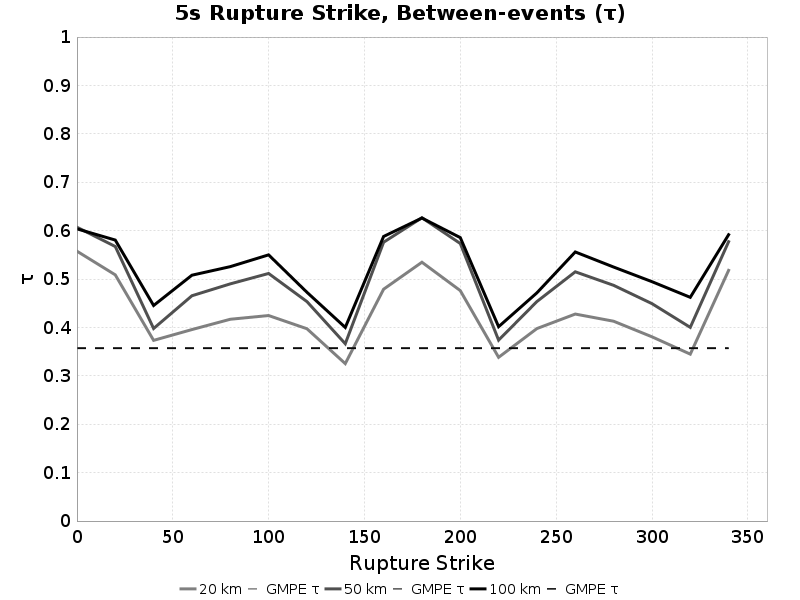 5s Rupture Strike, Between-events (τ)
1
0.9
0.8
0.7
0.6
0.5
0.4
0.3
0.2
0.1
0
τ
0 50 100 150 200 250 300 350
Rupture Strike
20 km GMPE τ 50 km GMPE τ 100 km GMPE τ